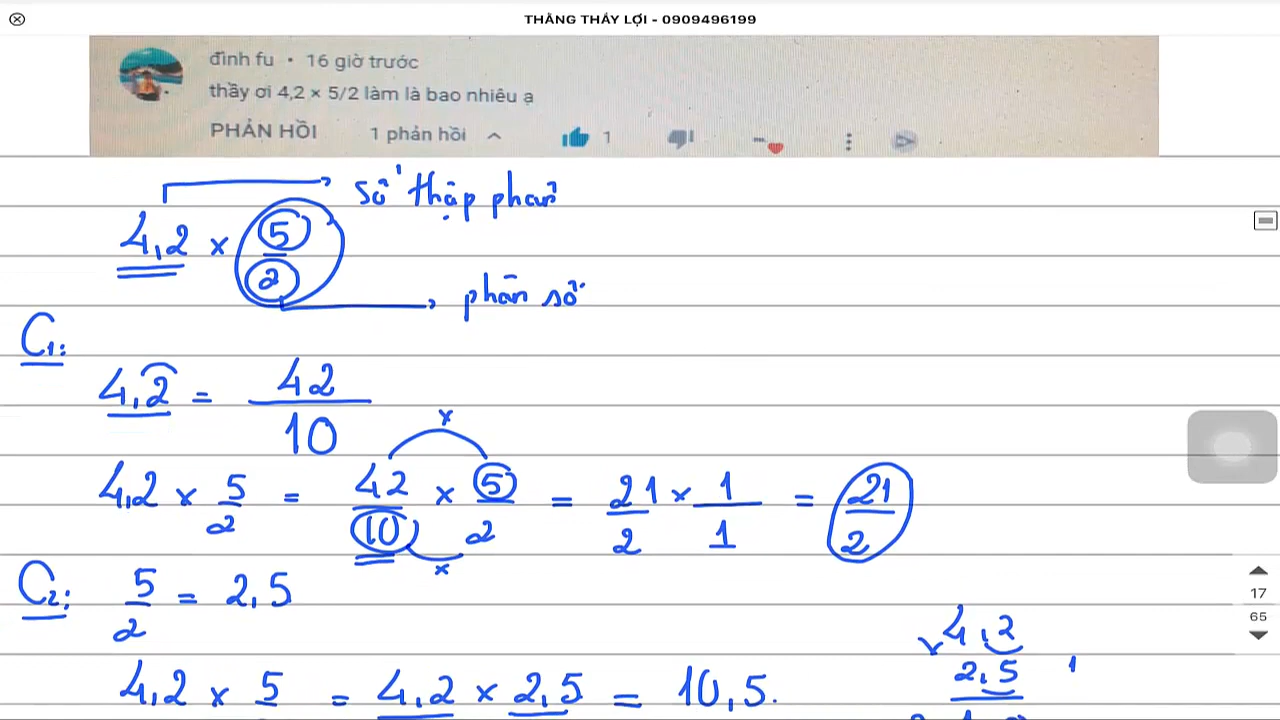 THẦNG THẦY LỢI - 0909496199
đình fu • 16 giờ trước
thầy ơi 4,2 × 5/2 làm là bao nhiêu ạ
PHẢN HỒI 1 phản hồi 1
số thập phân
4,2 × 5/2
phân số
C1:
4,2 = 42/10
4,2 × 5/2 = 42/10 × 5/2 = 21/2 × 1/1 = 21/2
×
×
C2: 5/2 = 2,5
17
65
4,2 × 5 = 4,2 × 2,5 = 10,5.
× 4,2
2,5
1